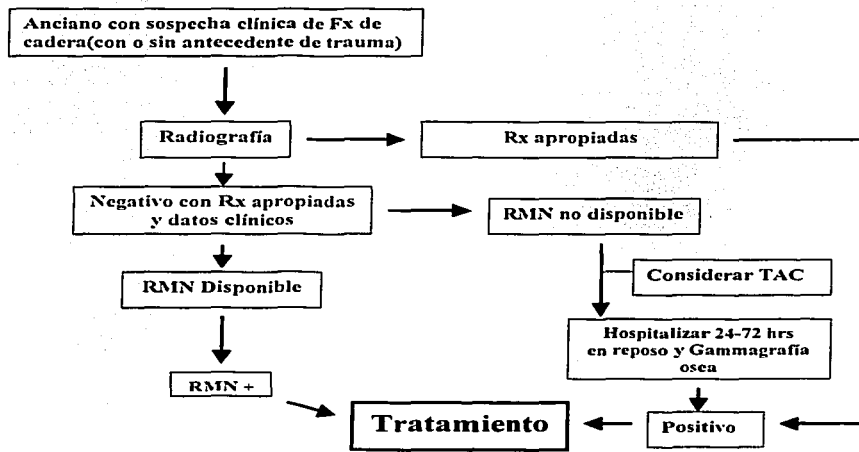 Anciano con sospecha clínica de Fx de
cadera(con o sin antecedente de trauma)
Radiografía
Rx apropiadas
Negativo con Rx apropiadas
y datos clínicos
RMN no disponible
RMN Disponible
Considerar TAC
Hospitalizar 24-72 hrs
en reposo y Gammagrafía
osea
RMN +
Tratamiento
Positivo